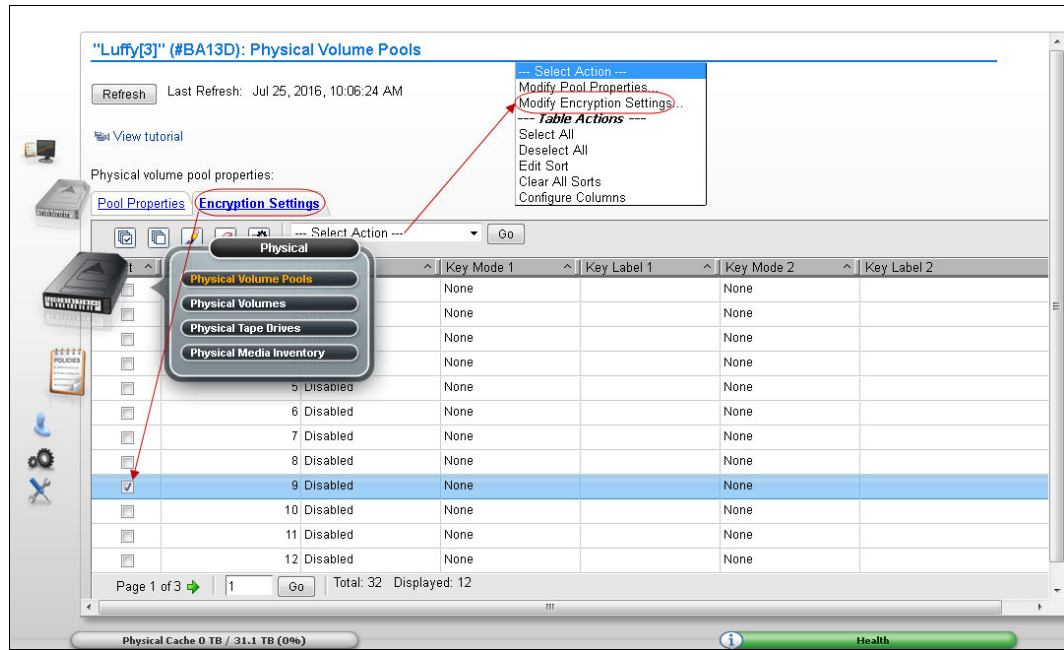 "Luffy[3]" (#BA13D): Physical Volume Pools
Refresh Last Refresh: Jul 25, 2016, 10:06:24 AM
View tutorial
Physical volume pool properties:
Pool Properties Encryption Settings
--- Select Action ---
Modify Pool Properties...
Modify Encryption Settings...
--- Table Actions ---
Select All
Deselect All
Edit Sort
Clear All Sorts
Configure Columns
--- Select Action --- Go
Key Mode 1 Key Label 1 Key Mode 2 Key Label 2
Physical
Physical Volume Pools
Physical Volumes
Physical Tape Drives
Physical Media Inventory
POLICIES
None None
None None
None None
None None
5 Disabled None None
6 Disabled None None
7 Disabled None None
8 Disabled None None
9 Disabled None None
10 Disabled None None
11 Disabled None None
12 Disabled None None
Page 1 of 3 1 Go Total: 32 Displayed: 12
Physical Cache 0 TB / 31.1 TB (0%) Health